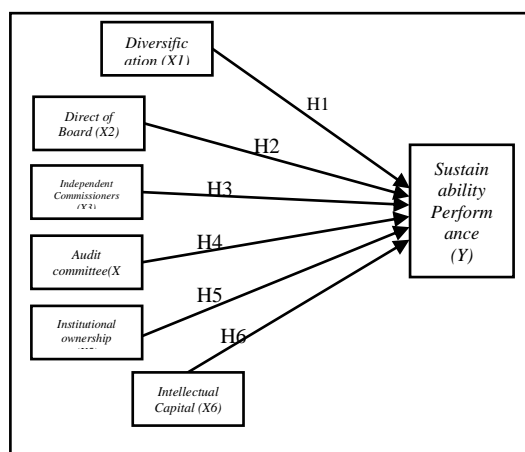 Diversific
ation (X1)
H1
Direct of
Board (X2)
H2
Independent
Commissioners
(X3)
H3
Sustain
ability
Perform
ance
(Y)
Audit
committee(X
H4
Institutional
ownership
H5
H6
Intellectual
Capital (X6)